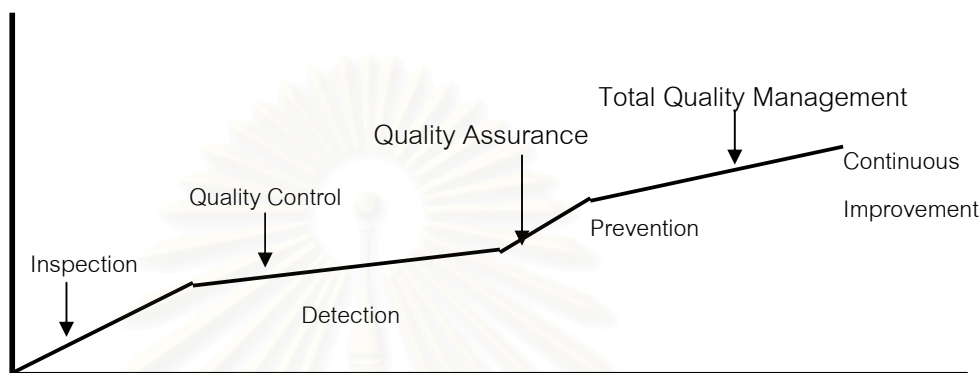 Total Quality Management
Quality Assurance
Continuous
Quality Control
Improvement
Prevention
Inspection
Detection